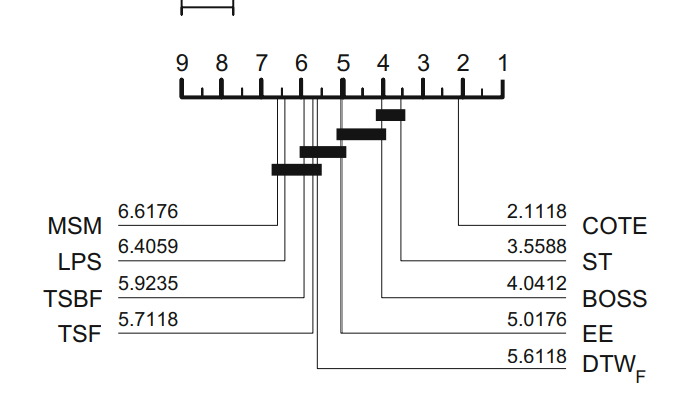 9 8 7 6 5 4 3 2 1
6.6176 2.1118
MSM COTE
6.4059 3.5588
LPS ST
5.9235 4.0412
TSBF BOSS
5.7118 5.0176
TSF EE
5.6118
DTWF